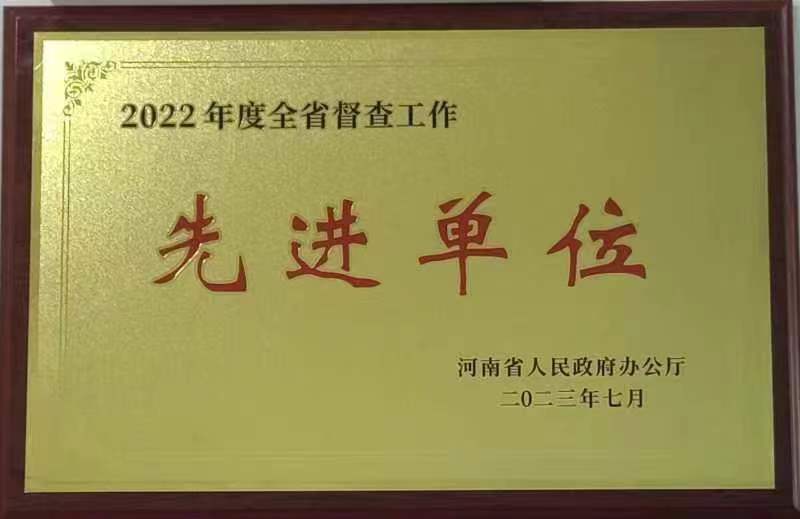 2022年度全省督查工作
先进单位
河南省人民政府办公厅
二〇二三年七月